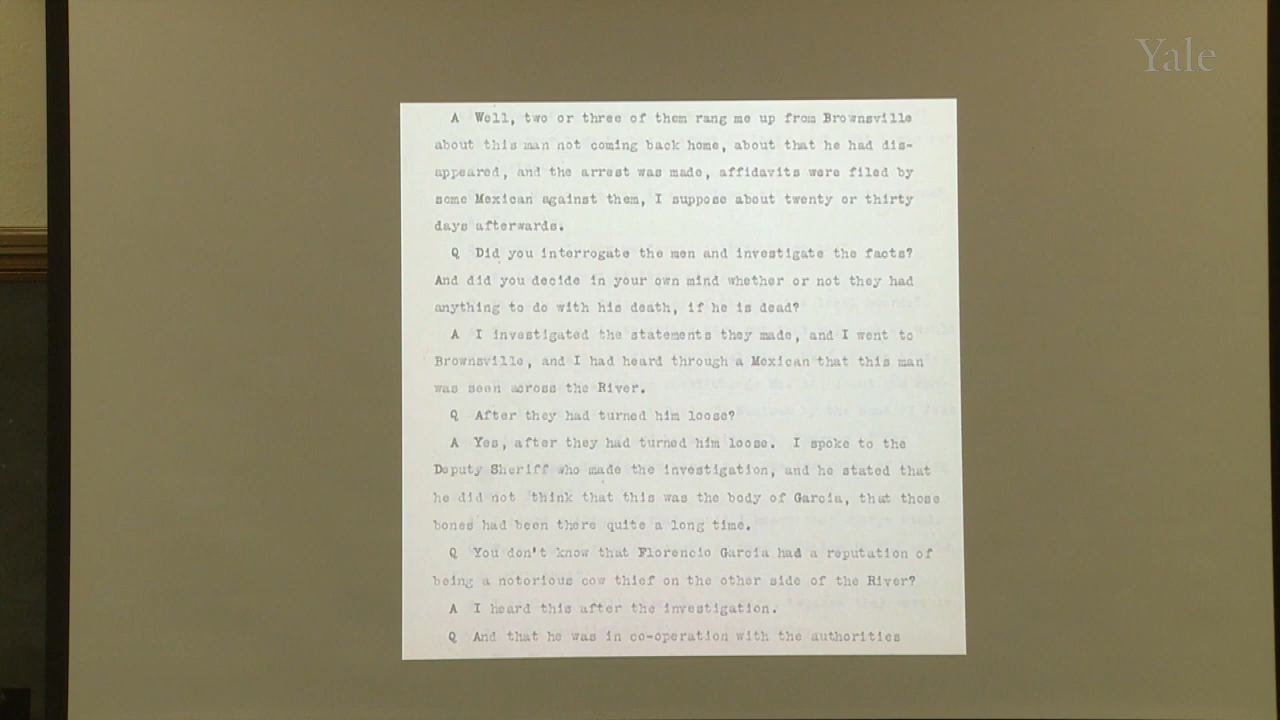 Yale
A Well, two or three of them rang me up from Brownsville
about this man not coming back home, about that he had dis-
appeared, and the arrest was made, affidavits were filed by
some Mexican against them, I suppose about twenty or thirty
days afterwards.
Q Did you interrogate the men and investigate the facts?
And did you decide in your own mind whether or not they had
anything to do with his death, if he is dead?
A I investigated the statements they made, and I went to
Brownsville, and I had heard through a Mexican that this man
was seen across the River.
Q After they had turned him loose?
A Yes, after they had turned him loose. I spoke to the
Deputy Sheriff who made the investigation, and he stated that
he did not think that this was the body of Garcia, that those
bones had been there quite a long time.
Q You don't know that Florencio Garcia had a reputation of
being a notorious cow thief on the other side of the River?
A I heard this after the investigation.
Q And that he was in co-operation with the authorities